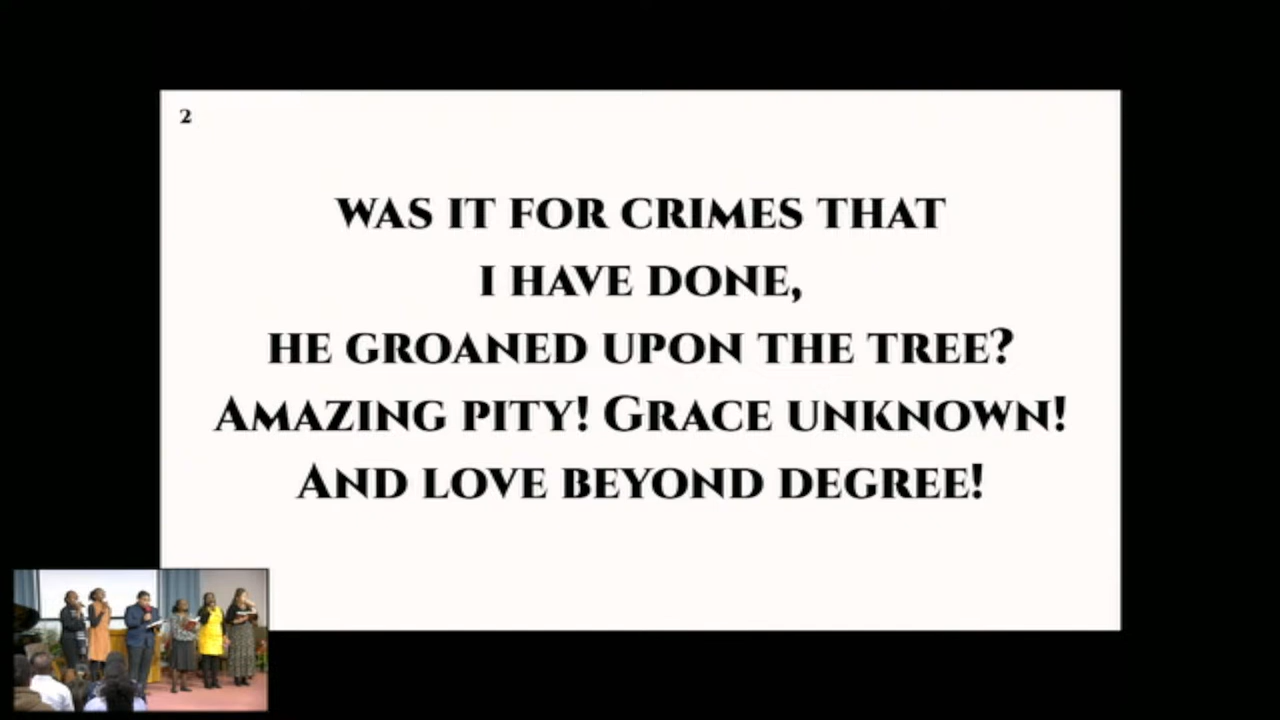 2
WAS IT FOR CRIMES THAT
I HAVE DONE,
HE GROANED UPON THE TREE?
AMAZING PITY! GRACE UNKNOWN!
AND LOVE BEYOND DEGREE!